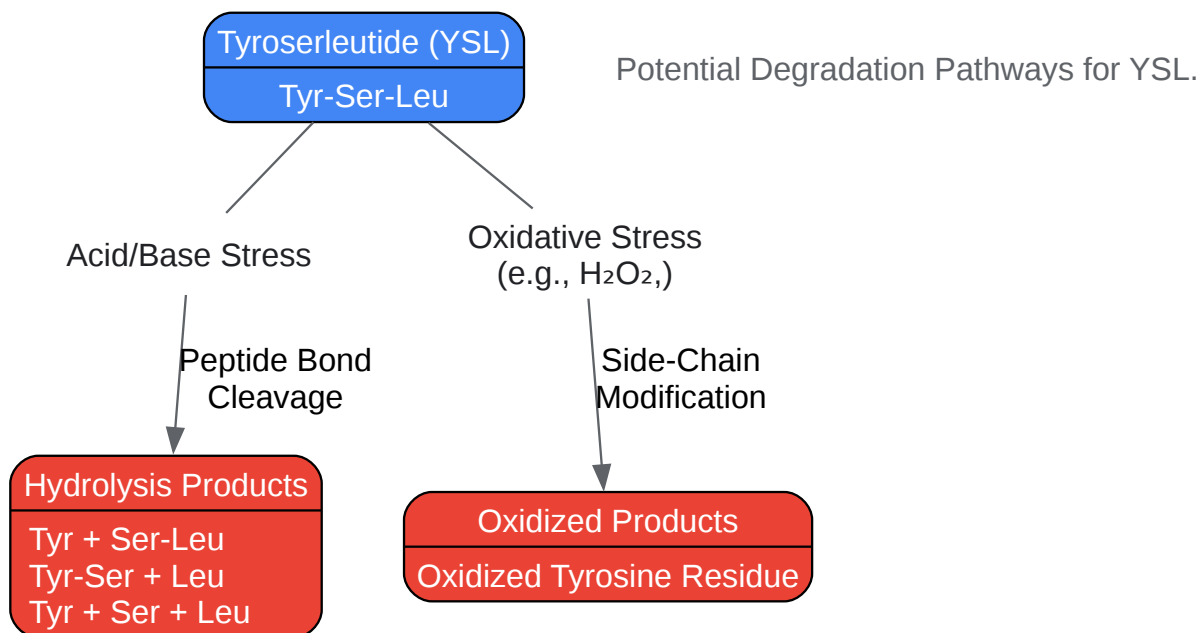 Tyroserleutide (YSL)
Tyr-Ser-Leu
Potential Degradation Pathways for YSL.
Acid/Base Stress
Oxidative Stress
(e.g., H₂O₂,)
Peptide Bond
Cleavage
Side-Chain
Modification
Hydrolysis Products
Tyr + Ser-Leu
Tyr-Ser + Leu
Tyr + Ser + Leu
Oxidized Products
Oxidized Tyrosine Residue